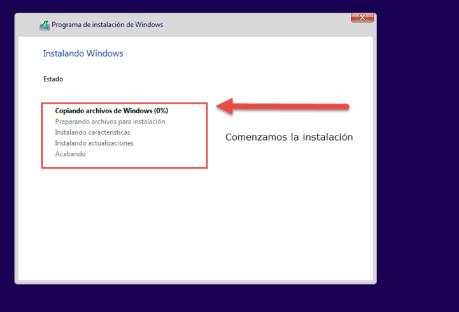 Programa de instalación de Windows
Instalando Windows
Estado
Copiando archivos de Windows (0%)
Preparando archivos para instalación
Instalando características
Instalando actualizaciones
Acabando
Comenzamos la instalación